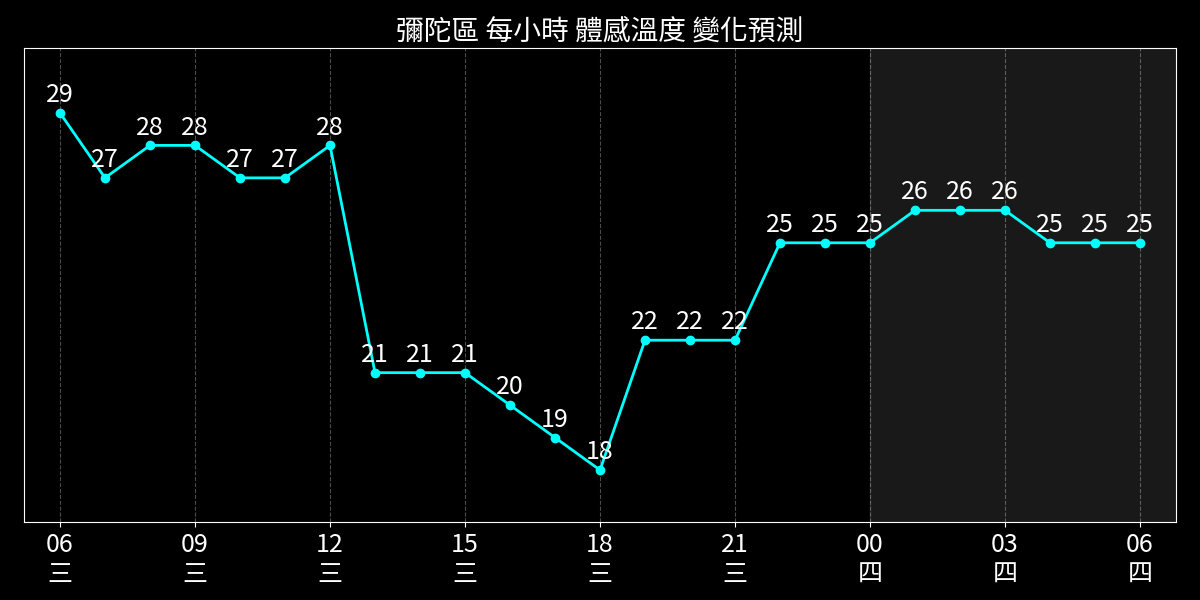 彌陀區 每小時 體感溫度 變化預測
29 27 28 28 27 27 28 21 21 21 20 19 18 22 22 22 25 25 25 26 26 26 25 25 25
06 09 12 15 18 21 00 03 06
三 三 三 三 三 三 四 四 四